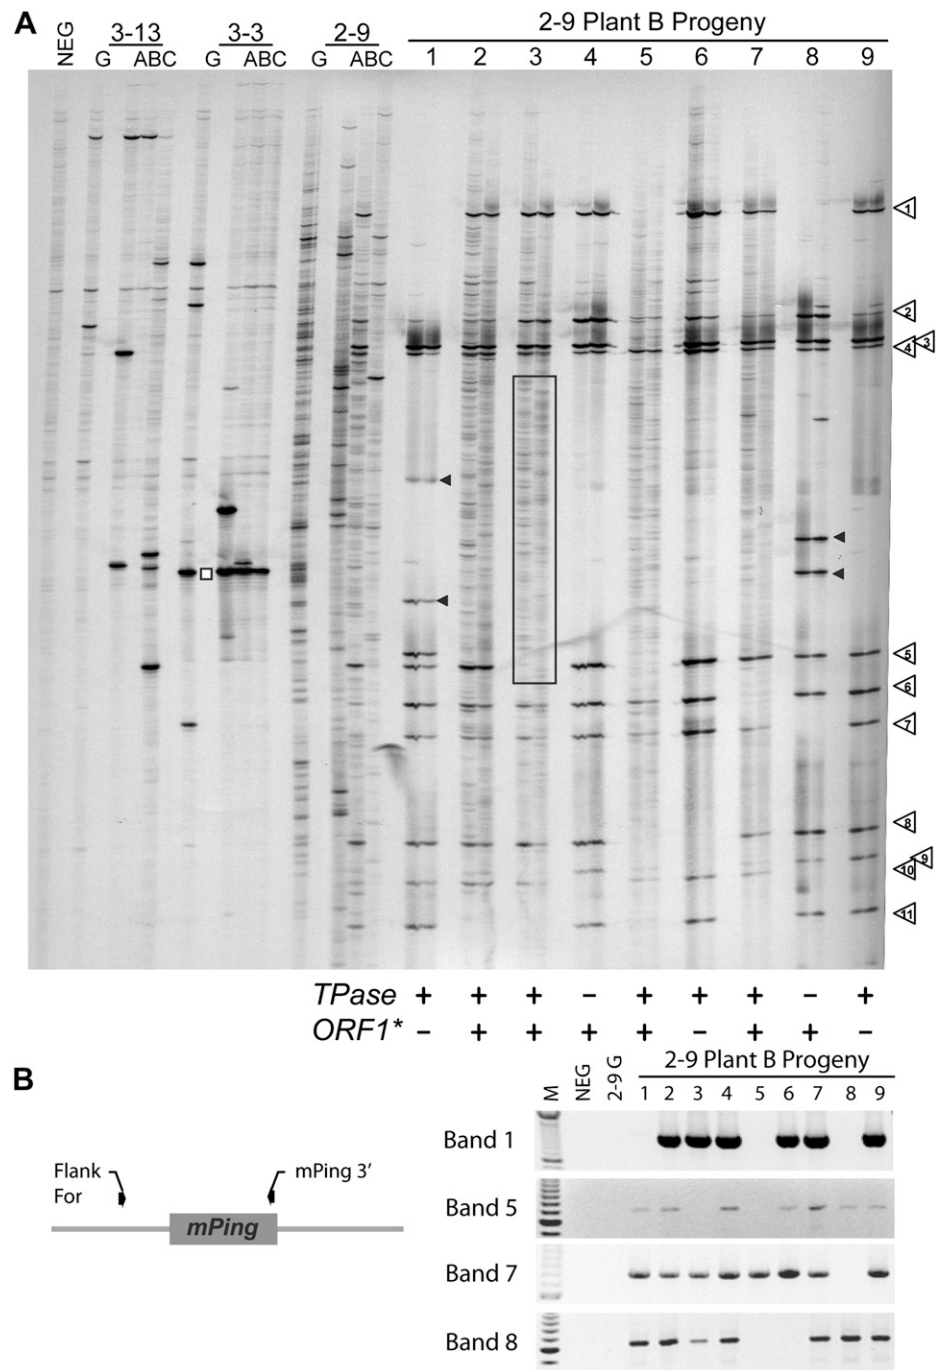 A
NEG
3-13
3-3
2-9
2-9 Plant B Progeny
G ABC G ABC G ABC 1 2 3 4 5 6 7 8 9
1
2
3
4
5
6
7
8
9
10
11
TPase + + + − + + + − +
ORF1* − + + + + − + + −
B
2-9 Plant B Progeny
M NEG 2-9 G 1 2 3 4 5 6 7 8 9
Flank
For
mPing 3′
mPing
Band 1
Band 5
Band 7
Band 8